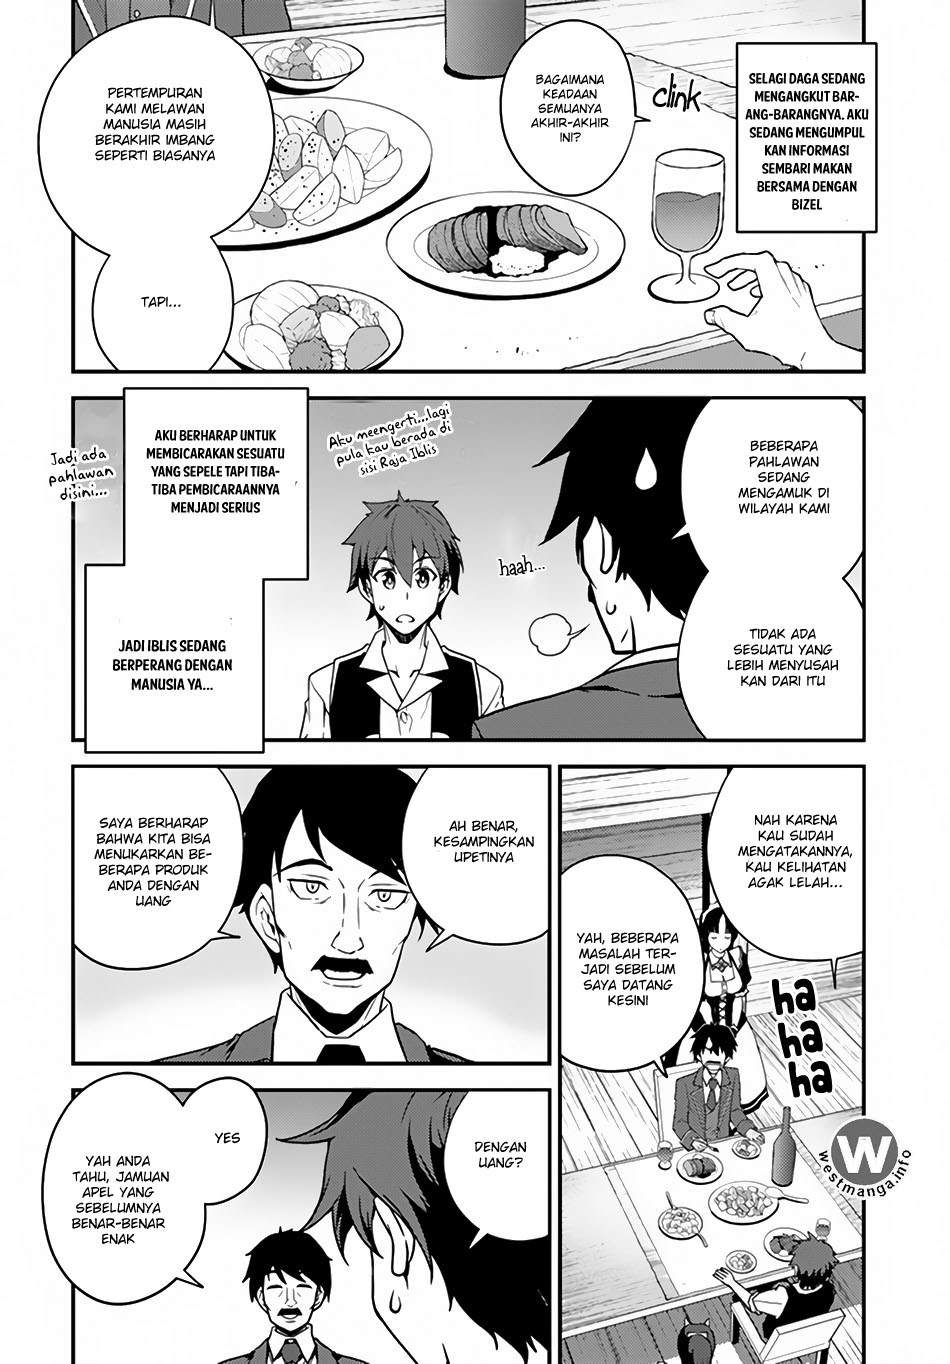 SELAGI DAGA SEDANG
MENGANGKUT BAR-
ANG-BARANGNYA. AKU
SEDANG MENGUMPUL
KAN INFORMASI
SEMBARI MAKAN
BERSAMA DENGAN
BIZEL
clink
BAGAIMANA
KEADAAN
SEMUANYA
AKHIR-AKHIR
INI?
PERTEMPURAN
KAMI MELAWAN
MANUSIA MASIH
BERAKHIR IMBANG
SEPERTI BIASANYA
TAPI...
BEBERAPA
PAHLAWAN
SEDANG
MENGAMUK DI
WILAYAH KAMI
TIDAK ADA
SESUATU YANG
LEBIH MENYUSAH
KAN DARI ITU
haah...
Aku meengerti...lagi
pula kau berada di
sisi Raja Iblis
AKU BERHARAP UNTUK
MEMBICARAKAN SESUATU
YANG SEPELE TAPI TIBA-
TIBA PEMBICARAANNYA
MENJADI SERIUS
Jadi ada
pahlawan
disini...
JADI IBLIS SEDANG
BERPERANG DENGAN
MANUSIA YA...
NAH KARENA
KAU SUDAH
MENGATAKANNYA,
KAU KELIHATAN
AGAK LELAH...
YAH, BEBERAPA
MASALAH TER-
JADI SEBELUM
SAYA DATANG
KESINI
ha
ha
ha
AH BENAR,
KESAMPINGKAN
UPETINYA
SAYA BERHARAP
BAHWA KITA BISA
MENUKARKAN BE-
BERAPA PRODUK
ANDA DENGAN
UANG
DENGAN
UANG?
YES
YAH ANDA
TAHU, JAMUAN
APEL YANG
SEBELUMNYA
BENAR-BENAR
ENAK
W
westmanga.info